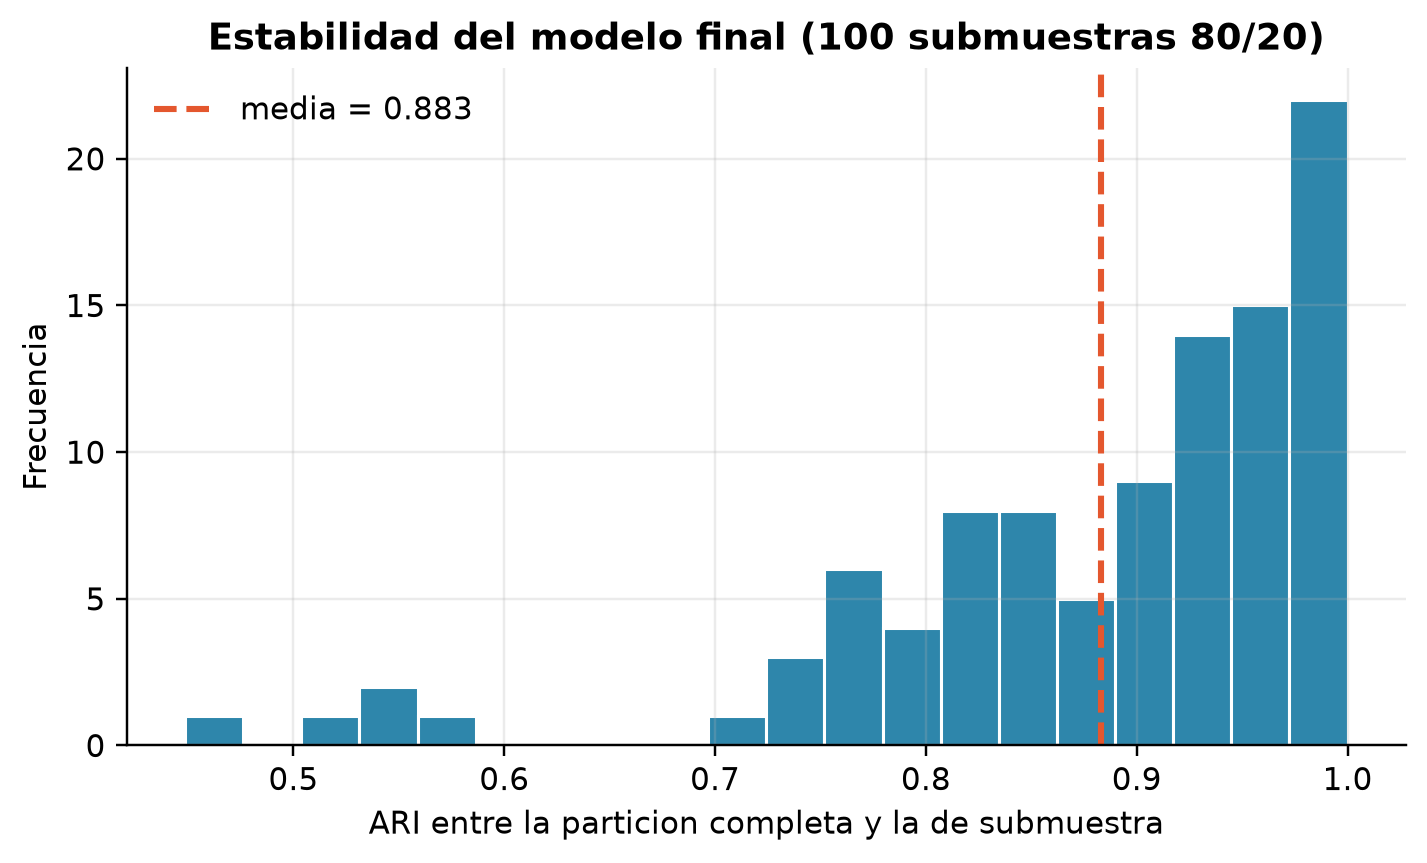 Estabilidad del modelo final (100 submuestras 80/20)
media = 0.883
20
15
10
5
0
Frecuencia
0.5 0.6 0.7 0.8 0.9 1.0
ARI entre la particion completa y la de submuestra